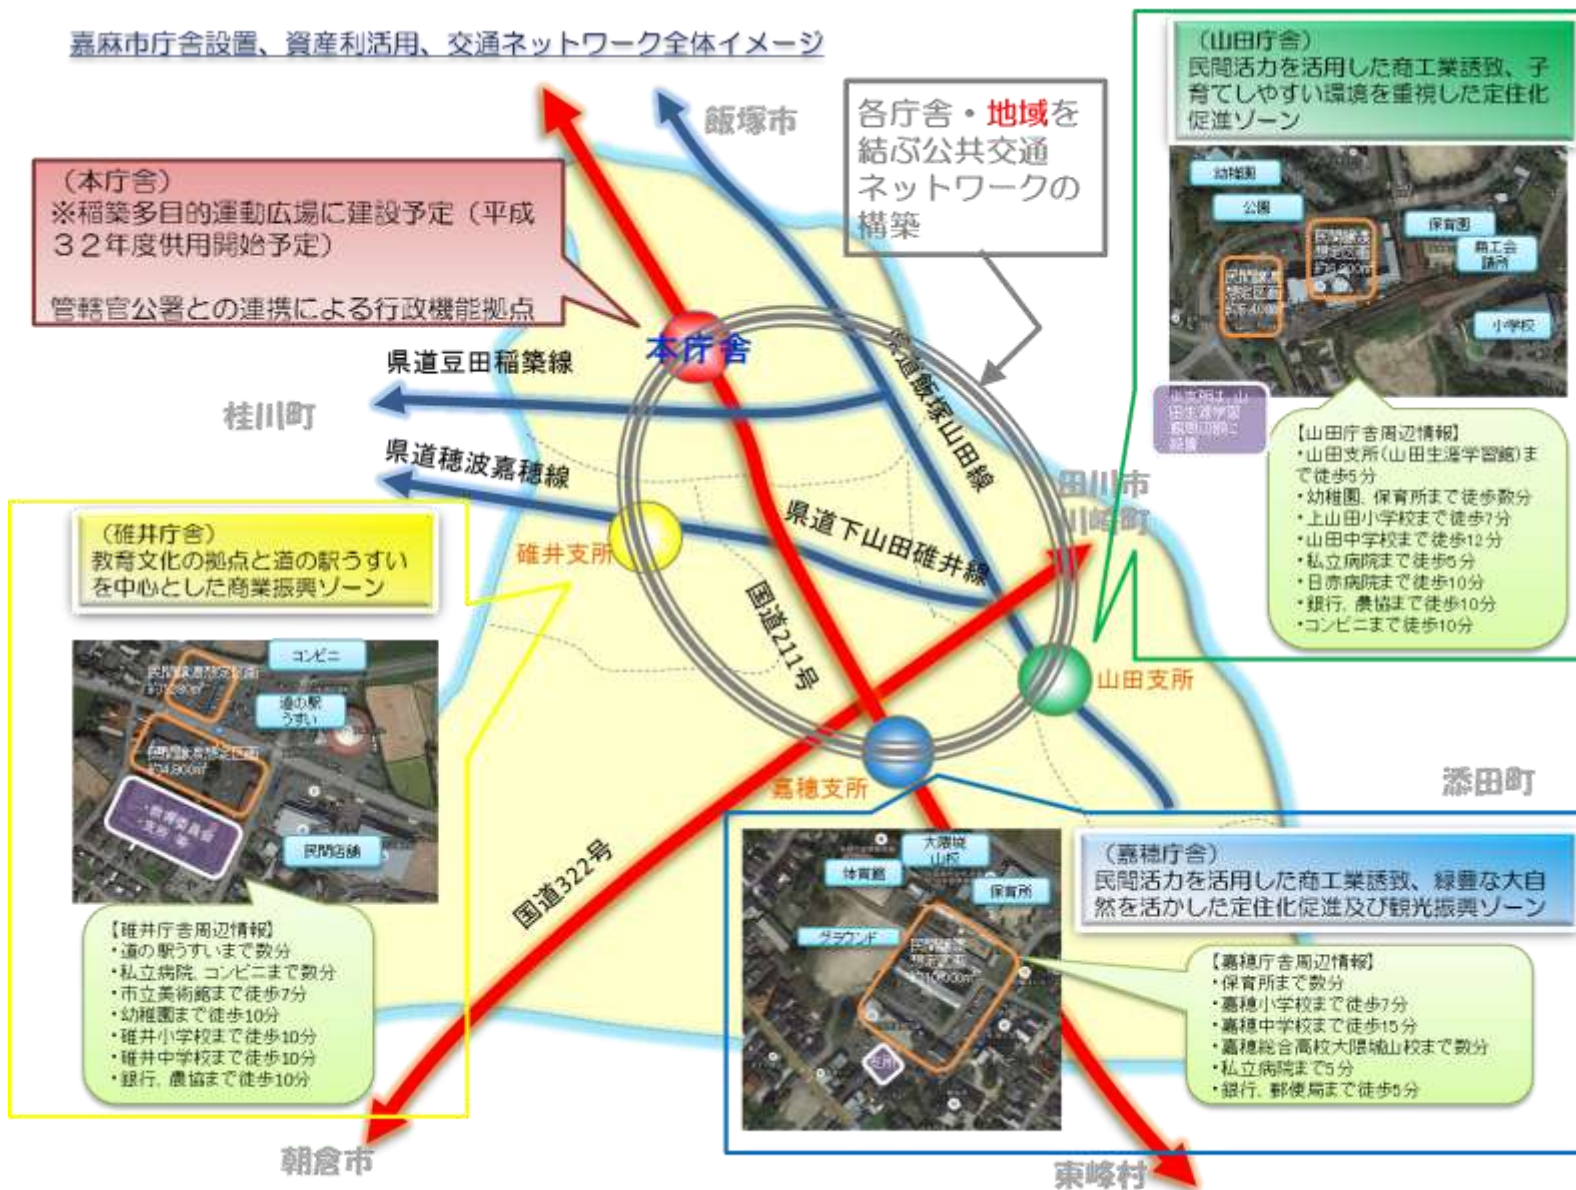 嘉麻市庁舎設置、資産利活用、交通ネットワーク全体イメージ
(本庁舎)
※稲築多目的運動広場に建設予定(平成
32年度供用開始予定)
管轄官公署との連携による行政機能拠点
各庁舎・地域を
結ぶ公共交通
ネットワークの
構築
(山田庁舎)
民間活力を活用した商工業誘致、子
育てしやすい環境を重視した定住化
促進ゾーン
幼稚園
公園
保育園
商工会
議所
小学校
【山田庁舎周辺情報】
・山田支所(山田生涯学習館)ま
で徒歩5分
・幼稚園、保育所まで徒歩数分
・上山田小学校まで徒歩7分
・山田中学校まで徒歩12分
・私立病院まで徒歩5分
・日赤病院まで徒歩10分
・銀行、農協まで徒歩10分
・コンビニまで徒歩10分
飯塚市
桂川町
田川市
川崎町
添田町
朝倉市
東峰村
本庁舎
県道豆田稲築線
県道穂波嘉穂線
県道飯塚山田線
県道下山田碓井線
国道211号
国道322号
碓井支所
山田支所
嘉穂支所
(碓井庁舎)
教育文化の拠点と道の駅うすい
を中心とした商業振興ゾーン
コンビニ
道の駅
うすい
民間店舗
【碓井庁舎周辺情報】
・道の駅うすいまで数分
・私立病院、コンビニまで数分
・市立美術館まで徒歩7分
・幼稚園まで徒歩10分
・碓井小学校まで徒歩10分
・碓井中学校まで徒歩10分
・銀行、農協まで徒歩10分
(嘉穂庁舎)
民間活力を活用した商工業誘致、緑豊な大自
然を活かした定住化促進及び観光振興ゾーン
大隈城
山校
体育館
保育所
グラウンド
支所
【嘉穂庁舎周辺情報】
・保育所まで数分
・嘉穂小学校まで徒歩7分
・嘉穂中学校まで徒歩15分
・嘉穂総合高校大隈城山校まで数分
・私立病院まで5分
・銀行、郵便局まで徒歩5分